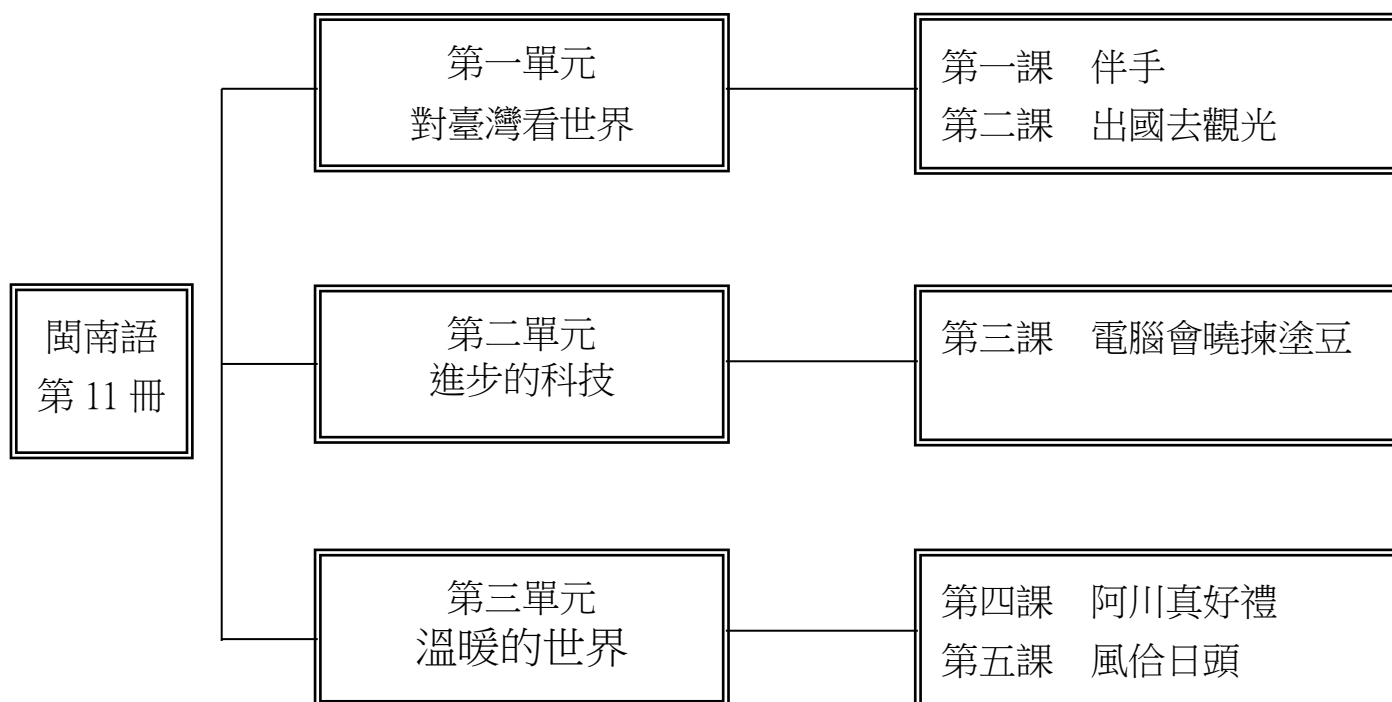 閩南語
第 11 冊
第一單元
對臺灣看世界
第一課　伴手
第二課　出國去觀光
第二單元
進步的科技
第三課　電腦會曉揀塗豆
第三單元
溫暖的世界
第四課　阿川真好禮
第五課　風佮日頭